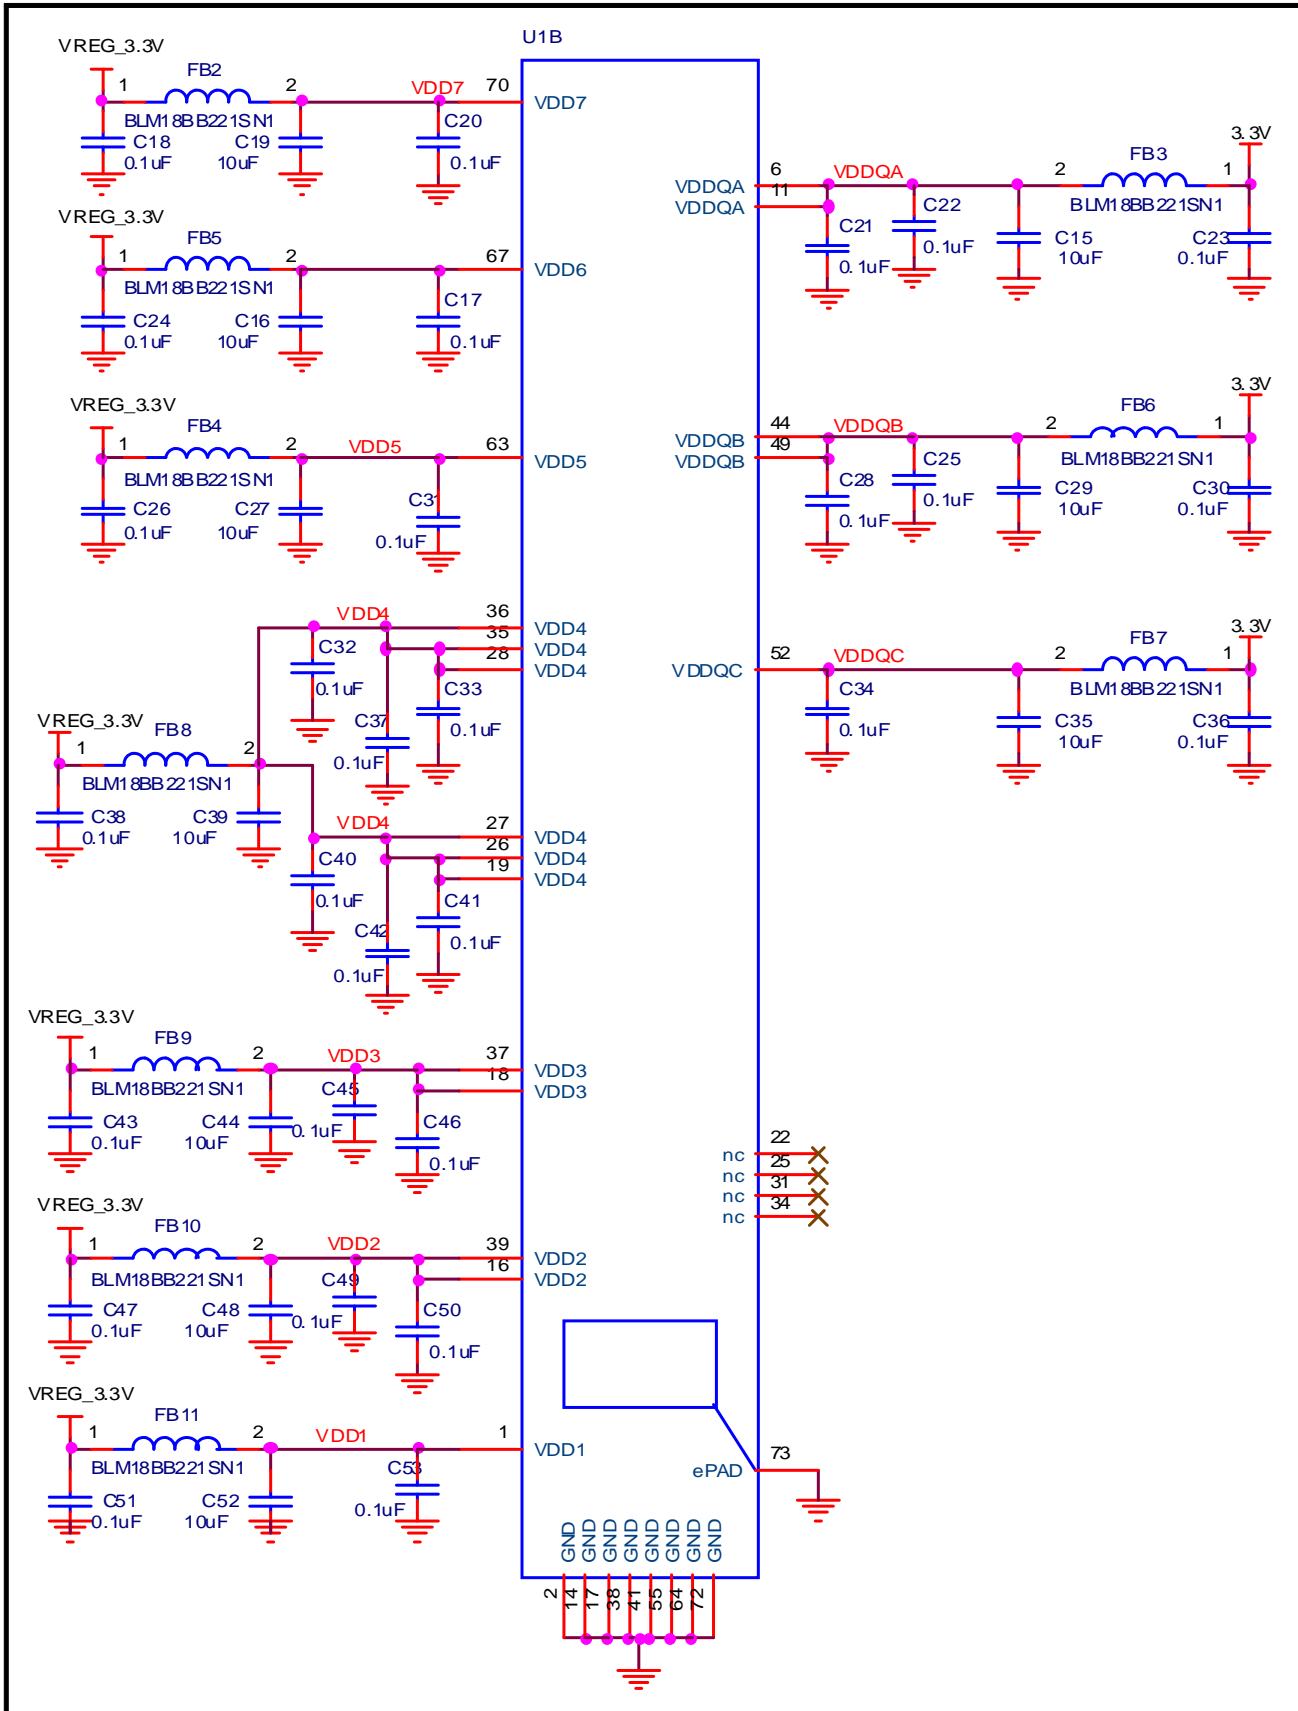 U1B
VREG_3.3V
1 FB2 2 VDD7 70 VDD7
BLM18BB221SN1
C18 C19 C20
0.1uF 10uF 0.1uF
VREG_3.3V
1 FB5 2 67 VDD6
BLM18BB221SN1
C24 C16 C17
0.1uF 10uF 0.1uF
VREG_3.3V
1 FB4 2 VDD5 63 VDD5
BLM18BB221SN1
C26 C27 C31
0.1uF 10uF 0.1uF
VDD4 36 VDD4
35 VDD4
28 VDD4
C32 C37 C33
0.1uF 0.1uF 0.1uF
VREG_3.3V
1 FB8 2
BLM18BB221SN1
C38 C39
0.1uF 10uF
VDD4 27 VDD4
26 VDD4
19 VDD4
C40 C42 C41
0.1uF 0.1uF 0.1uF
VREG_3.3V
1 FB9 2 VDD3 37 VDD3
18 VDD3
BLM18BB221SN1
C43 C44 C45 C46
0.1uF 10uF 0.1uF 0.1uF
VREG_3.3V
1 FB10 2 VDD2 39 VDD2
16 VDD2
BLM18BB221SN1
C47 C48 C49 C50
0.1uF 10uF 0.1uF 0.1uF
VREG_3.3V
1 FB11 2 VDD1 1 VDD1
BLM18BB221SN1
C51 C52 C53
0.1uF 10uF 0.1uF
3.3V
VDDQA 6 VDDQA 2 FB3 1
VDDQA 11
BLM18BB221SN1
C21 C22 C15 C23
0.1uF 0.1uF 10uF 0.1uF
3.3V
VDDQB 44 VDDQB 2 FB6 1
VDDQB 49
BLM18BB221SN1
C28 C25 C29 C30
0.1uF 0.1uF 10uF 0.1uF
3.3V
VDDQC 52 VDDQC 2 FB7 1
BLM18BB221SN1
C34 C35 C36
0.1uF 10uF 0.1uF
nc 22
nc 25
nc 31
nc 34
ePAD 73
GND GND GND GND GND GND GND GND
2 14 17 38 41 55 64 72